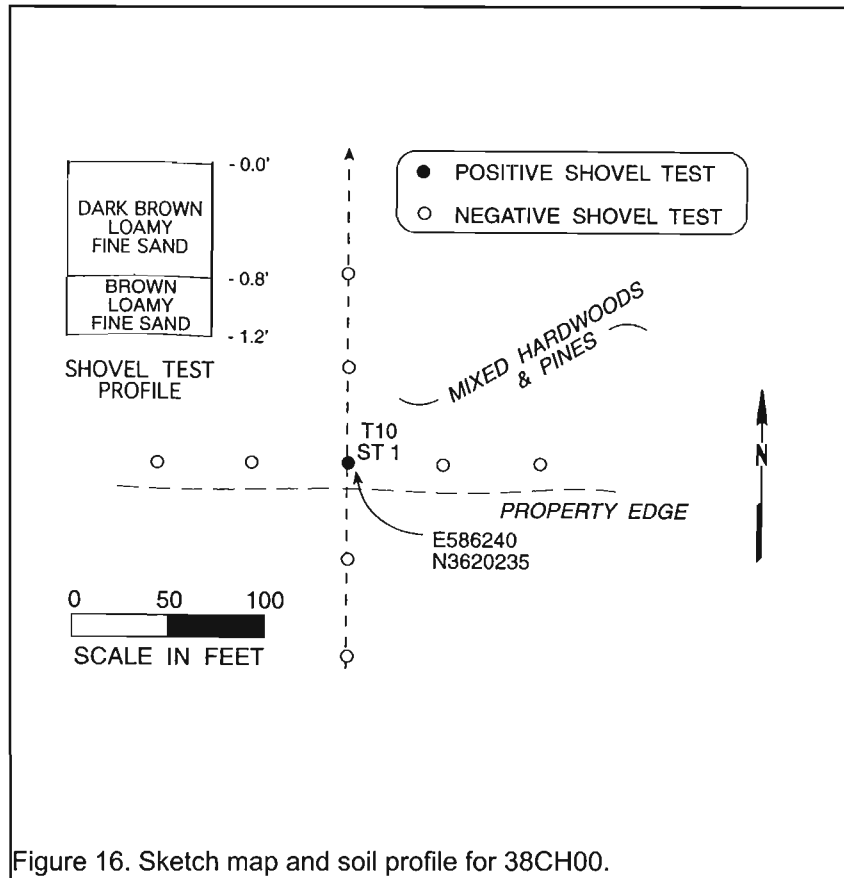 - 0.0'
DARK BROWN
LOAMY
FINE SAND
- 0.8'
BROWN
LOAMY
FINE SAND
- 1.2'
SHOVEL TEST
PROFILE
POSITIVE SHOVEL TEST
NEGATIVE SHOVEL TEST
MIXED HARDWOODS
& PINES
T10
ST 1
N
PROPERTY EDGE
E586240
N3620235
0 50 100
SCALE IN FEET
Figure 16. Sketch map and soil profile for 38CH00.